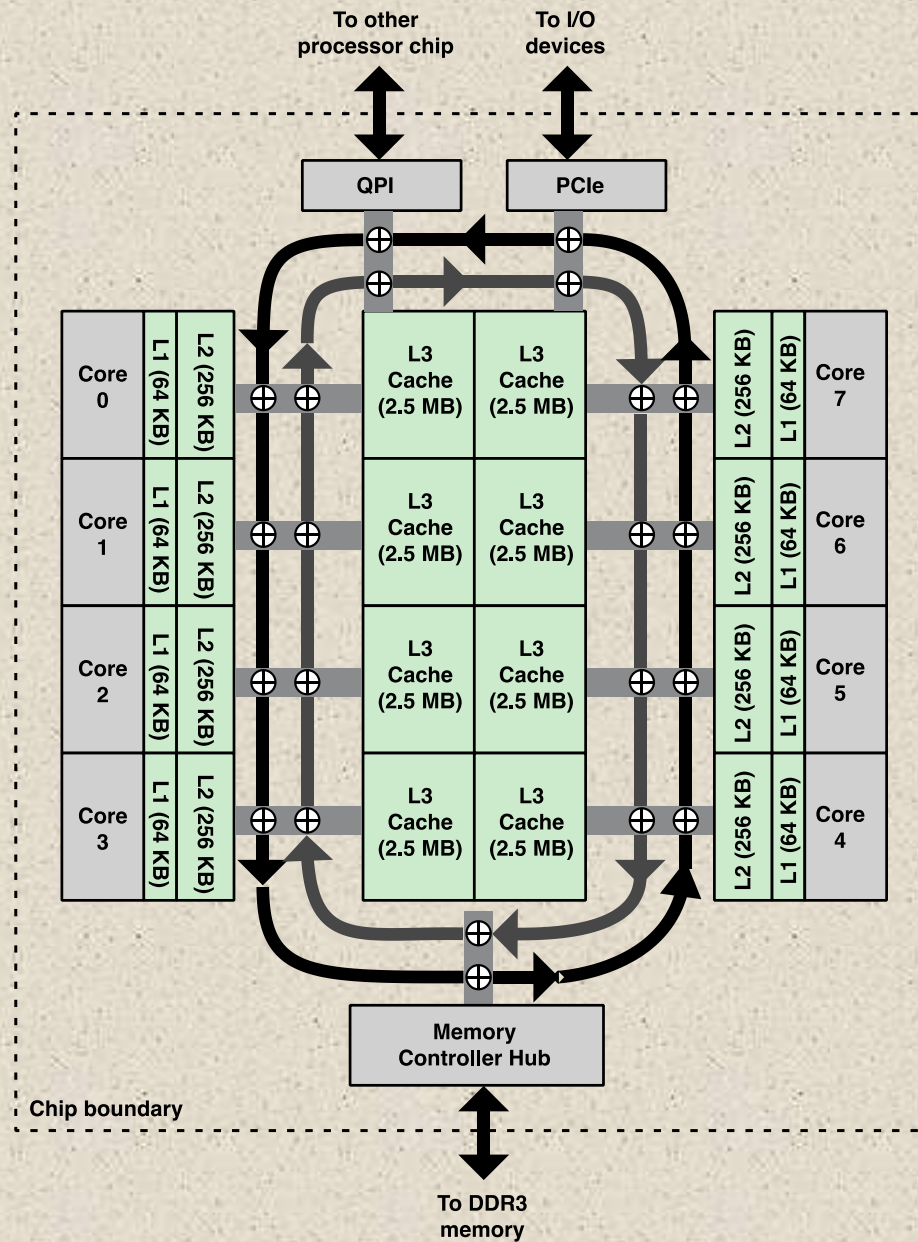 To other
processor chip
To I/O
devices
QPI
PCIe
Core
0
L1 (64 KB)
L2 (256 KB)
L3
Cache
(2.5 MB)
L3
Cache
(2.5 MB)
L2 (256 KB)
L1 (64 KB)
Core
7
Core
1
L1 (64 KB)
L2 (256 KB)
L3
Cache
(2.5 MB)
L3
Cache
(2.5 MB)
L2 (256 KB)
L1 (64 KB)
Core
6
Core
2
L1 (64 KB)
L2 (256 KB)
L3
Cache
(2.5 MB)
L3
Cache
(2.5 MB)
L2 (256 KB)
L1 (64 KB)
Core
5
Core
3
L1 (64 KB)
L2 (256 KB)
L3
Cache
(2.5 MB)
L3
Cache
(2.5 MB)
L2 (256 KB)
L1 (64 KB)
Core
4
Memory
Controller Hub
Chip boundary
To DDR3
memory